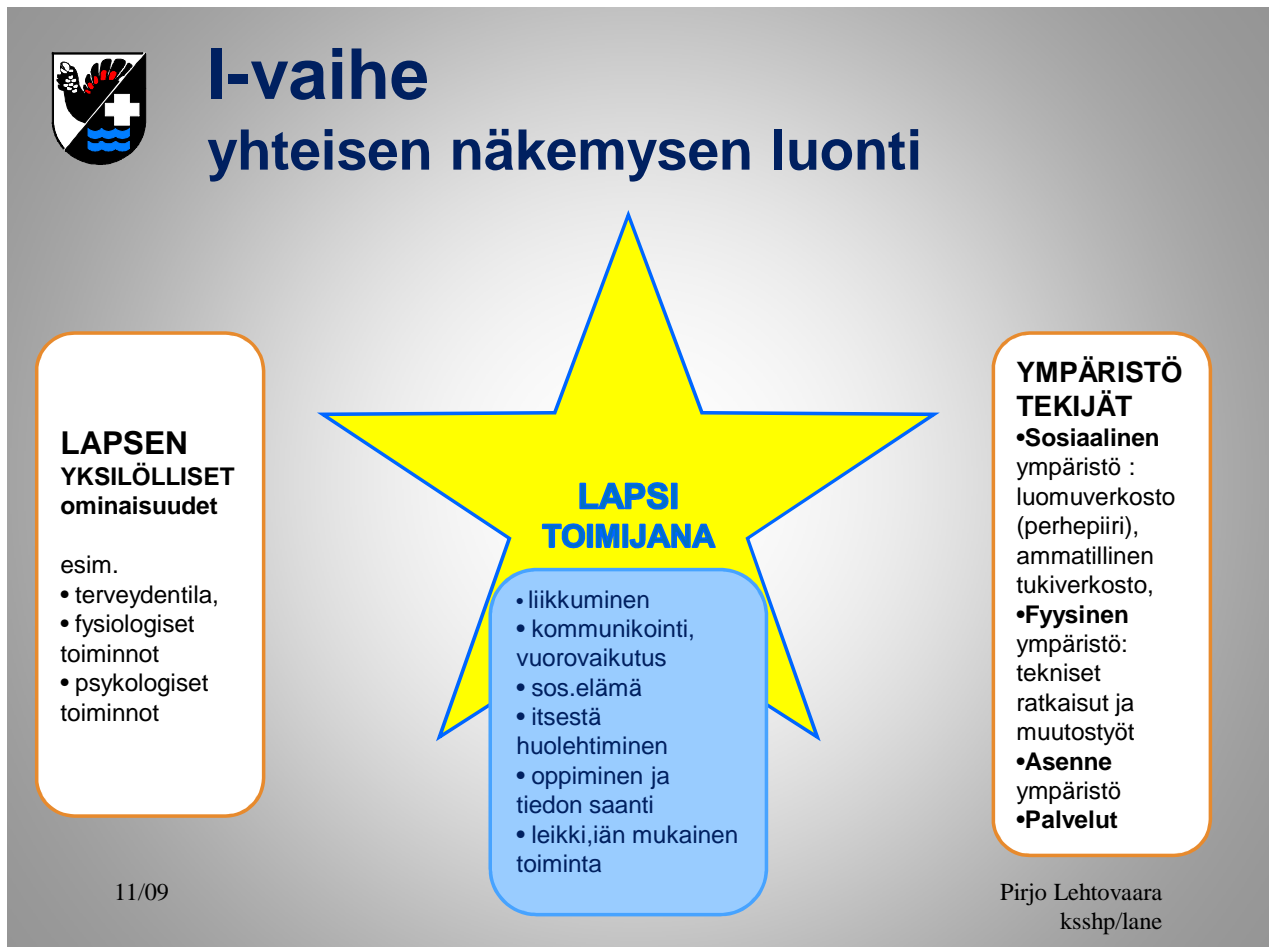 I-vaihe
yhteisen näkemysen luonti
LAPSEN
YKSILÖLLISET
ominaisuudet
esim.
• terveydentila,
• fysiologiset
toiminnot
• psykologiset
toiminnot
LAPSI
TOIMIJANA
• liikkuminen
• kommunikointi,
vuorovaikutus
• sos.elämä
• itsestä
huolehtiminen
• oppiminen ja
tiedon saanti
• leikki,iän mukainen
toiminta
YMPÄRISTÖ
TEKIJÄT
•Sosiaalinen
ympäristö :
luomuverkosto
(perhepiiri),
ammatillinen
tukiverkosto,
•Fyysinen
ympäristö:
tekniset
ratkaisut ja
muutostyöt
•Asenne
ympäristö
•Palvelut
11/09
Pirjo Lehtovaara
ksshp/lane